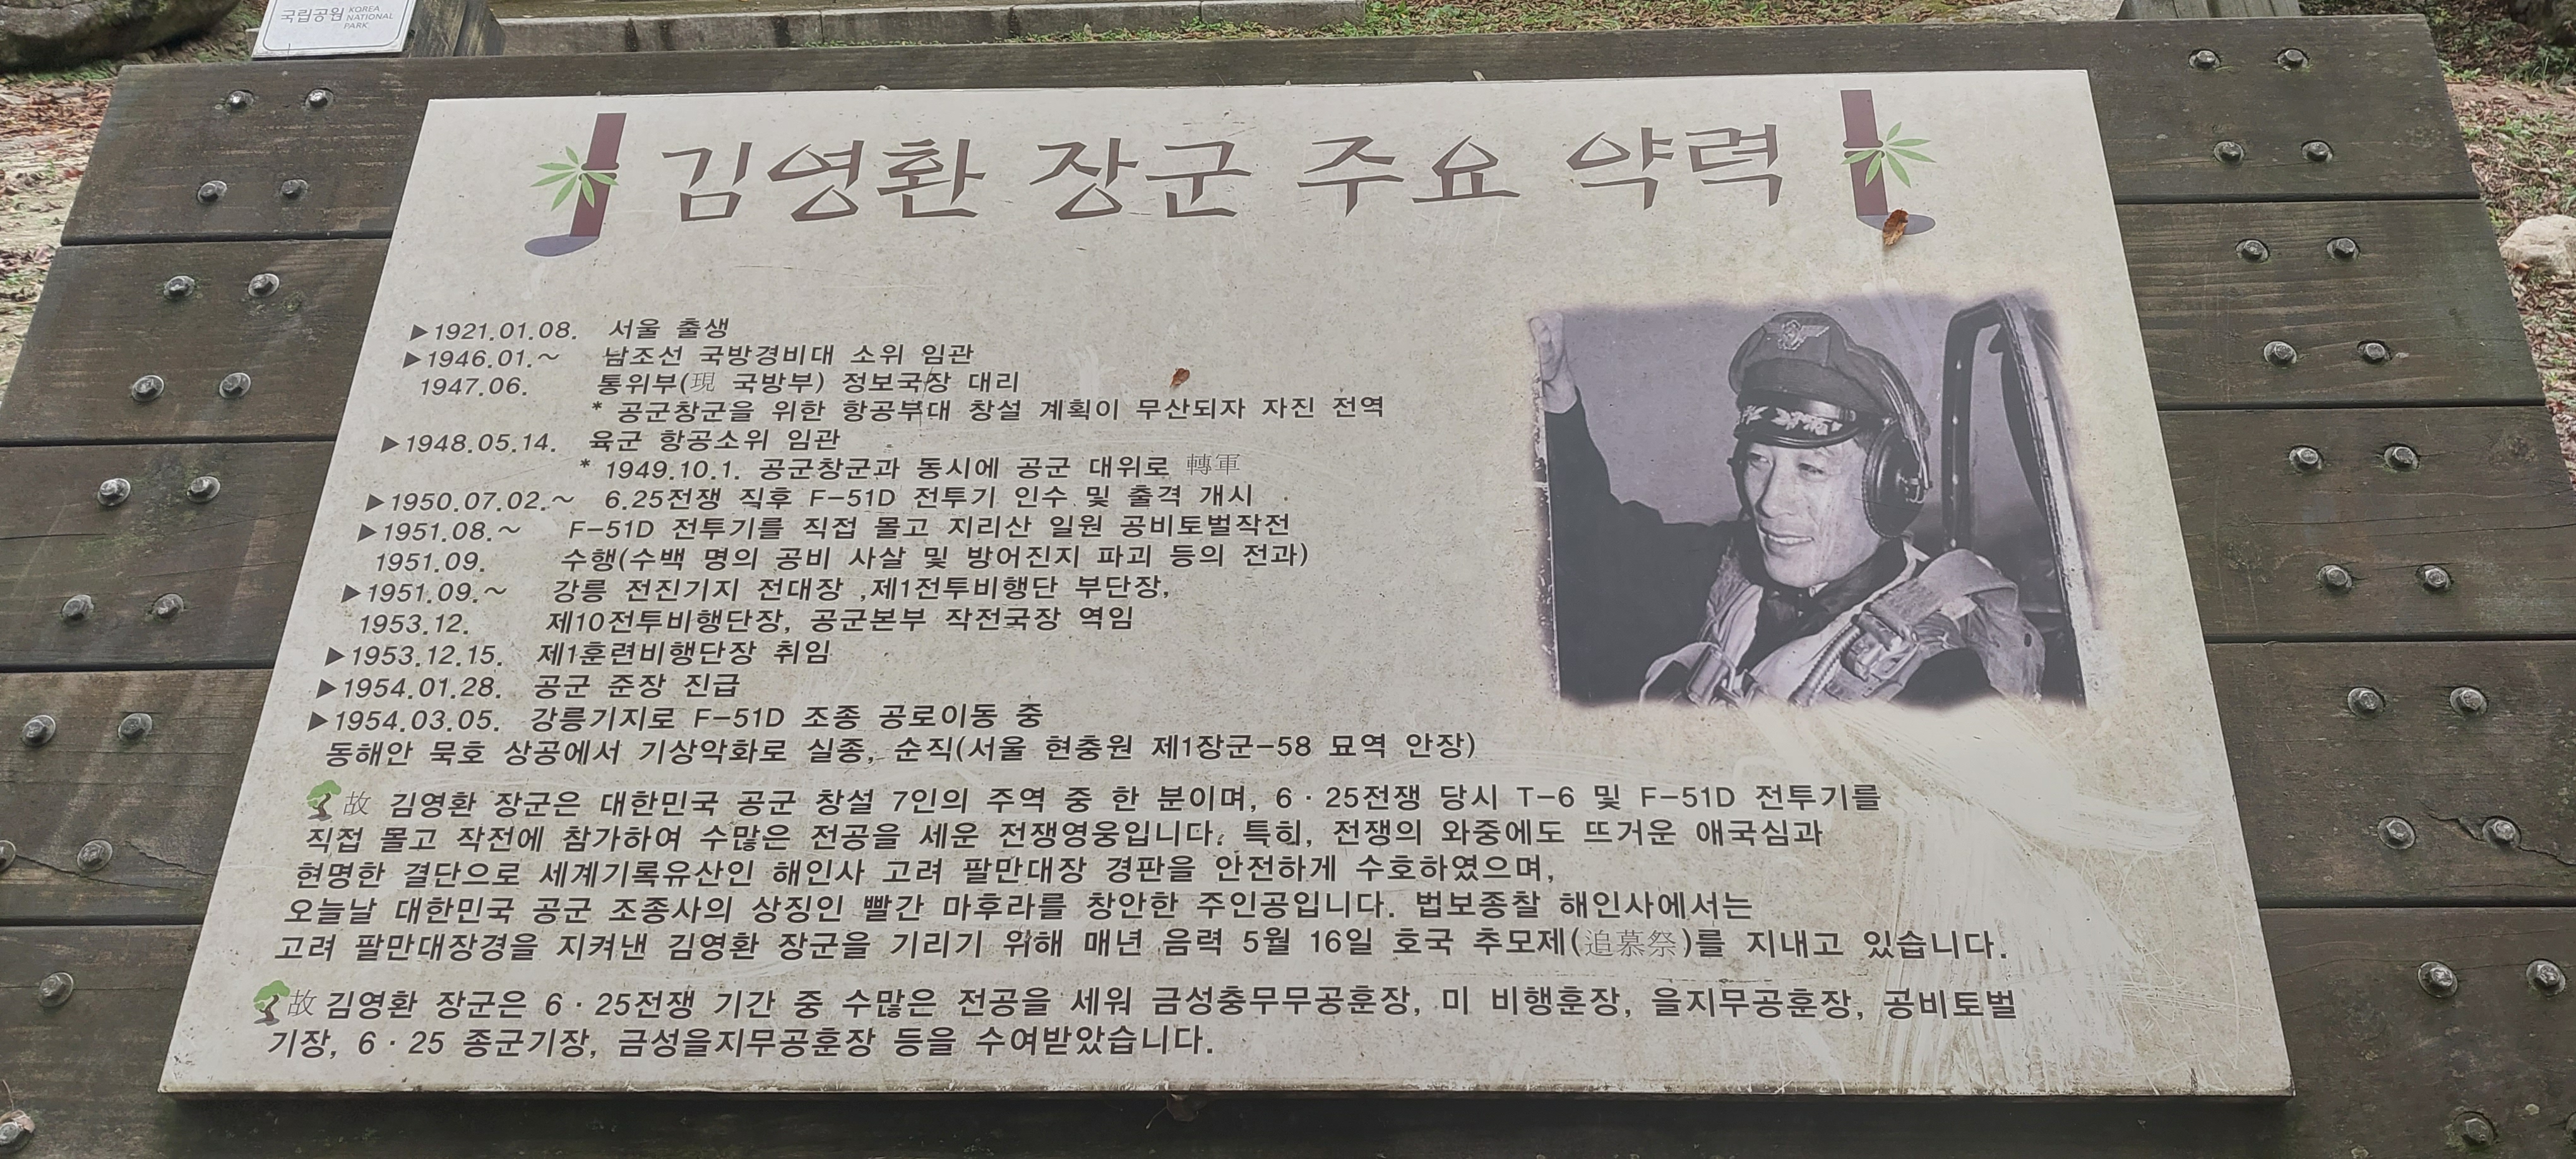 국립공원 KOREA
NATIONAL
PARK
김영환 장군 주요 약력
▶1921.01.08. 서울 출생
▶1946.01.~ 남조선 국방경비대 소위 임관
1947.06. 통위부(現 국방부) 정보국장 대리
* 공군창군을 위한 항공부대 창설 계획이 무산되자 자진 전역
▶1948.05.14. 육군 항공소위 임관
* 1949.10.1. 공군창군과 동시에 공군 대위로 轉軍
▶1950.07.02.~ 6.25전쟁 직후 F-51D 전투기 인수 및 출격 개시
▶1951.08.~ F-51D 전투기를 직접 몰고 지리산 일원 공비토벌작전
1951.09. 수행(수백 명의 공비 사살 및 방어진지 파괴 등의 전과)
▶1951.09.~ 강릉 전진기지 전대장 ,제1전투비행단 부단장,
1953.12. 제10전투비행단장, 공군본부 작전국장 역임
▶1953.12.15. 제1훈련비행단장 취임
▶1954.01.28. 공군 준장 진급
▶1954.03.05. 강릉기지로 F-51D 조종 공로이동 중
동해안 묵호 상공에서 기상악화로 실종, 순직(서울 현충원 제1장군-58 묘역 안장)
故 김영환 장군은 대한민국 공군 창설 7인의 주역 중 한 분이며, 6·25전쟁 당시 T-6 및 F-51D 전투기를
직접 몰고 작전에 참가하여 수많은 전공을 세운 전쟁영웅입니다. 특히, 전쟁의 와중에도 뜨거운 애국심과
현명한 결단으로 세계기록유산인 해인사 고려 팔만대장 경판을 안전하게 수호하였으며,
오늘날 대한민국 공군 조종사의 상징인 빨간 마후라를 창안한 주인공입니다. 법보종찰 해인사에서는
고려 팔만대장경을 지켜낸 김영환 장군을 기리기 위해 매년 음력 5월 16일 호국 추모제(追慕祭)를 지내고 있습니다.
故 김영환 장군은 6·25전쟁 기간 중 수많은 전공을 세워 금성충무무공훈장, 미 비행훈장, 을지무공훈장, 공비토벌
기장, 6·25 종군기장, 금성을지무공훈장 등을 수여받았습니다.